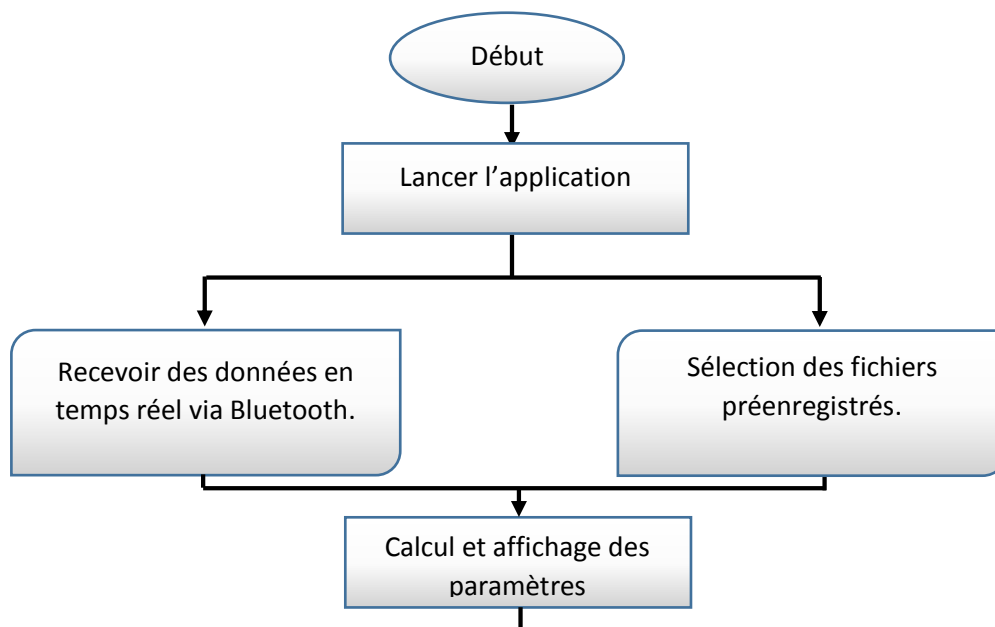 Début
Lancer l’application
Recevoir des données en
temps réel via Bluetooth.
Sélection des fichiers
préenregistrés.
Calcul et affichage des
paramètres